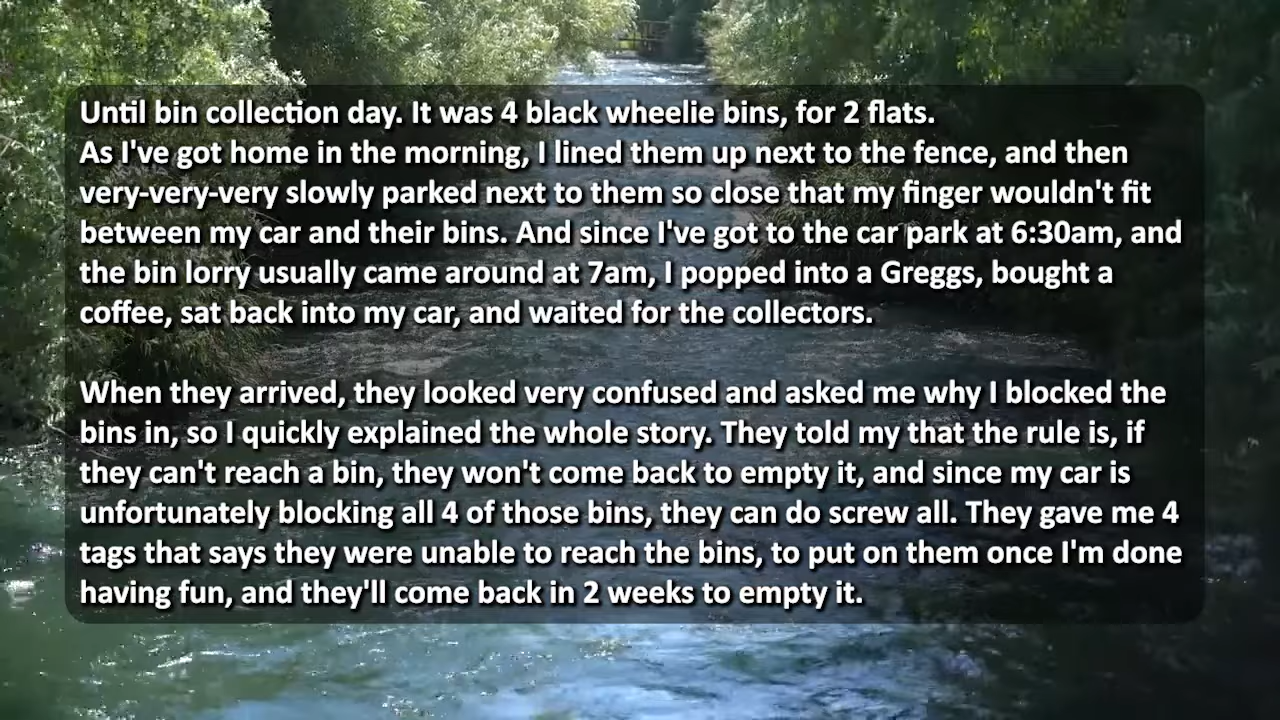 Until bin collection day. It was 4 black wheelie bins, for 2 flats.
As I've got home in the morning, I lined them up next to the fence, and then
very-very-very slowly parked next to them so close that my finger wouldn't fit
between my car and their bins. And since I've got to the car park at 6:30am, and
the bin lorry usually came around at 7am, I popped into a Greggs, bought a
coffee, sat back into my car, and waited for the collectors.
When they arrived, they looked very confused and asked me why I blocked the
bins in, so I quickly explained the whole story. They told my that the rule is, if
they can't reach a bin, they won't come back to empty it, and since my car is
unfortunately blocking all 4 of those bins, they can do screw all. They gave me 4
tags that says they were unable to reach the bins, to put on them once I'm done
having fun, and they'll come back in 2 weeks to empty it.